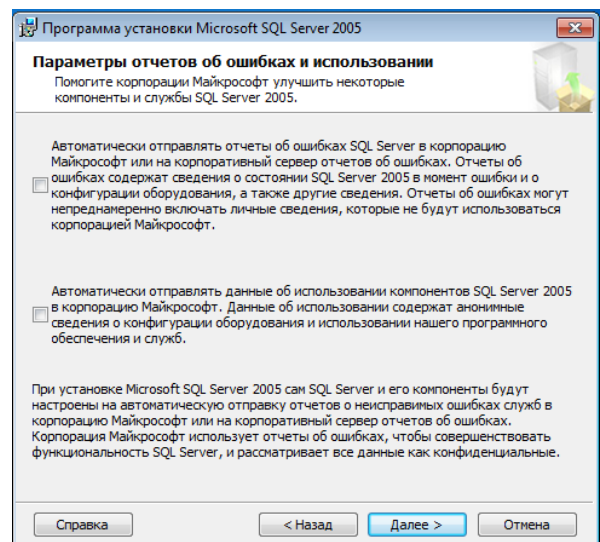 Программа установки Microsoft SQL Server 2005
Параметры отчетов об ошибках и использовании
Помогите корпорации Майкрософт улучшить некоторые
компоненты и службы SQL Server 2005.
Автоматически отправлять отчеты об ошибках SQL Server в корпорацию
Майкрософт или на корпоративный сервер отчетов об ошибках. Отчеты об
ошибках содержат сведения о состоянии SQL Server 2005 в момент ошибки и о
конфигурации оборудования, а также другие сведения. Отчеты об ошибках могут
непреднамеренно включать личные сведения, которые не будут использоваться
корпорацией Майкрософт.
Автоматически отправлять данные об использовании компонентов SQL Server 2005
в корпорацию Майкрософт. Данные об использовании содержат анонимные
сведения о конфигурации оборудования и использовании нашего программного
обеспечения и служб.
При установке Microsoft SQL Server 2005 сам SQL Server и его компоненты будут
настроены на автоматическую отправку отчетов о неисправимых ошибках служб в
корпорацию Майкрософт или на корпоративный сервер отчетов об ошибках.
Корпорация Майкрософт использует отчеты об ошибках, чтобы совершенствовать
функциональность SQL Server, и рассматривает все данные как конфиденциальные.
Справка < Назад Далее > Отмена